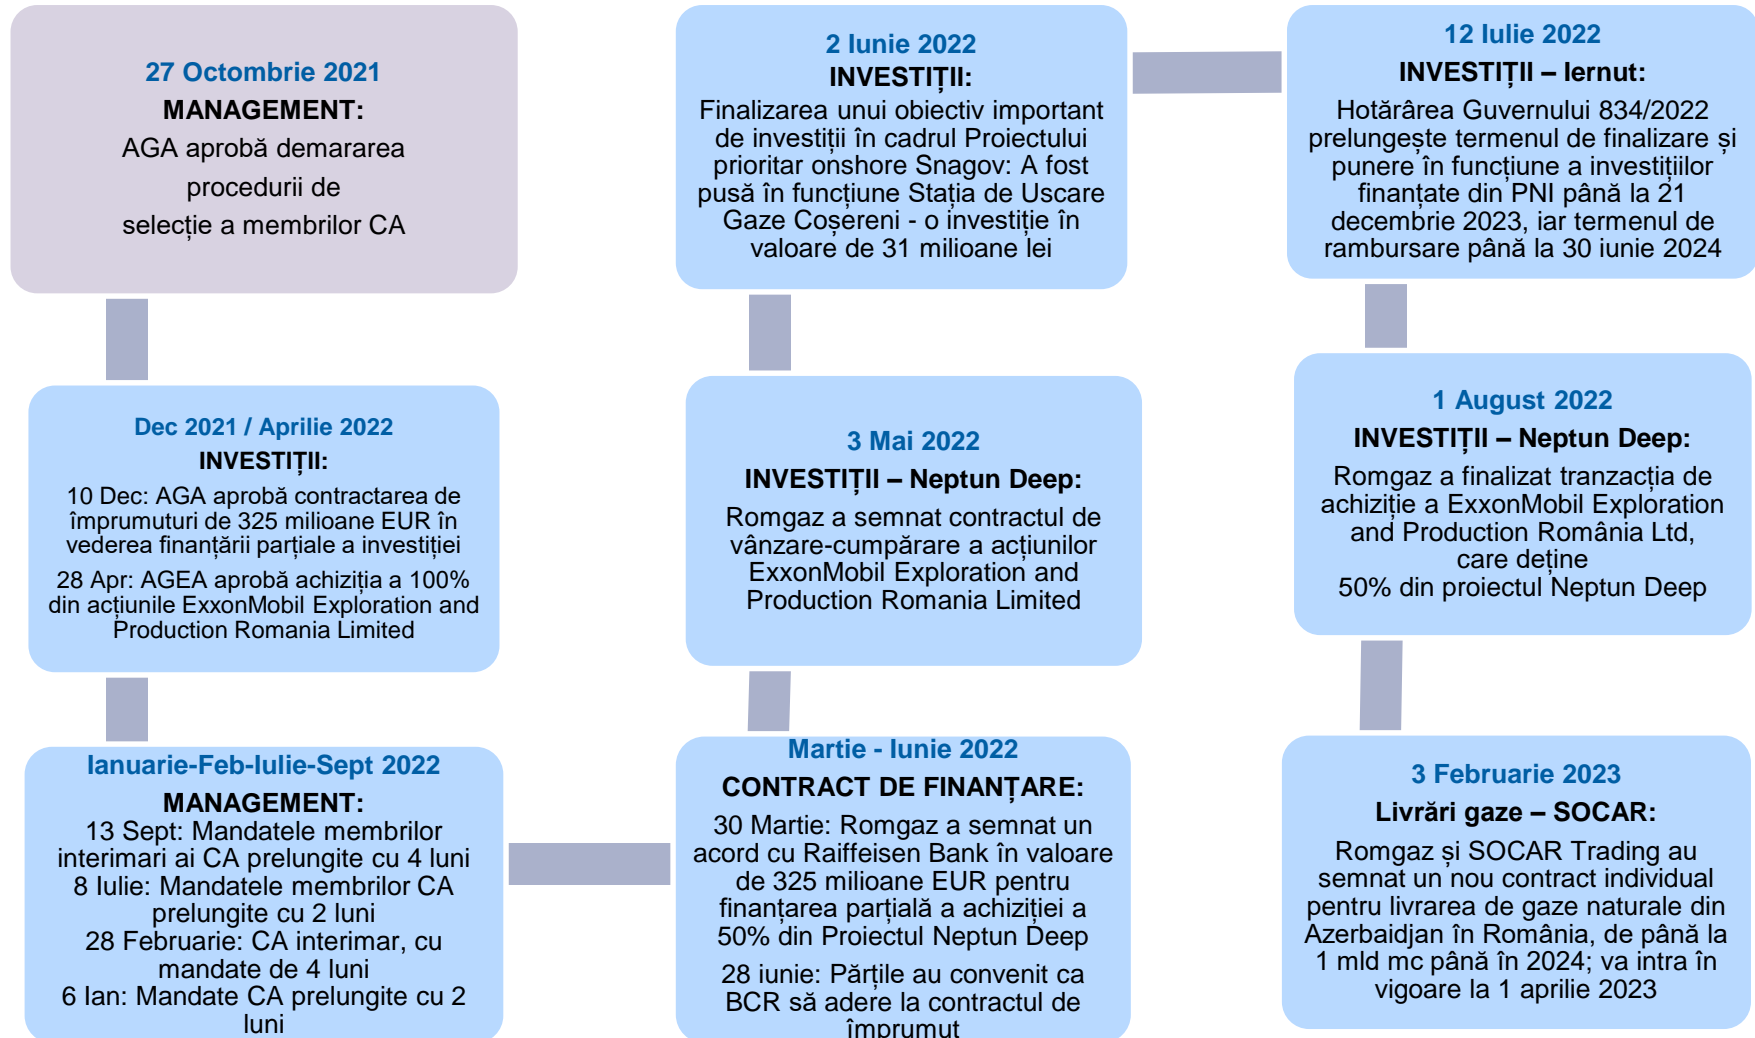 27 Octombrie 2021
MANAGEMENT:
AGA aprobă demararea
procedurii de
selecție a membrilor CA
Dec 2021 / Aprilie 2022
INVESTIȚII:
10 Dec: AGA aprobă contractarea de
împrumuturi de 325 milioane EUR în
vederea finanțării parțiale a investiției
28 Apr: AGEA aprobă achiziția a 100%
din acțiunile ExxonMobil Exploration and
Production Romania Limited
Ianuarie-Feb-Iulie-Sept 2022
MANAGEMENT:
13 Sept: Mandatele membrilor
interimari ai CA prelungite cu 4 luni
8 Iulie: Mandatele membrilor CA
prelungite cu 2 luni
28 Februarie: CA interimar, cu
mandate de 4 luni
6 Ian: Mandate CA prelungite cu 2
luni
Martie - Iunie 2022
CONTRACT DE FINANȚARE:
30 Martie: Romgaz a semnat un
acord cu Raiffeisen Bank în valoare
de 325 milioane EUR pentru
finanțarea parțială a achiziției a
50% din Proiectul Neptun Deep
28 iunie: Părțile au convenit ca
BCR să adere la contractul de
împrumut
3 Mai 2022
INVESTIȚII – Neptun Deep:
Romgaz a semnat contractul de
vânzare-cumpărare a acțiunilor
ExxonMobil Exploration and
Production Romania Limited
2 Iunie 2022
INVESTIȚII:
Finalizarea unui obiectiv important
de investiții în cadrul Proiectului
prioritar onshore Snagov: A fost
pusă în funcțiune Stația de Uscare
Gaze Coșereni - o investiție în
valoare de 31 milioane lei
12 Iulie 2022
INVESTIȚII – Iernut:
Hotărârea Guvernului 834/2022
prelungește termenul de finalizare și
punere în funcțiune a investițiilor
finanțate din PNI până la 21
decembrie 2023, iar termenul de
rambursare până la 30 iunie 2024
1 August 2022
INVESTIȚII – Neptun Deep:
Romgaz a finalizat tranzacția de
achiziție a ExxonMobil Exploration
and Production România Ltd,
care deține
50% din proiectul Neptun Deep
3 Februarie 2023
Livrări gaze – SOCAR:
Romgaz și SOCAR Trading au
semnat un nou contract individual
pentru livrarea de gaze naturale din
Azerbaidjan în România, de până la
1 mld mc până în 2024; va intra în
vigoare la 1 aprilie 2023